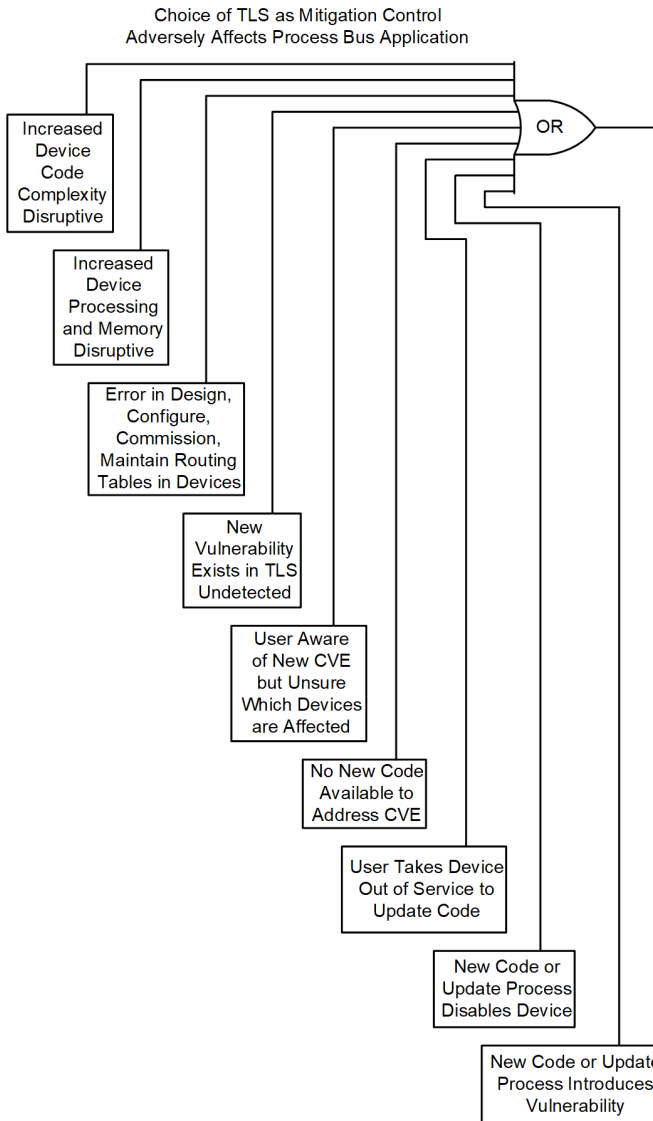 Choice of TLS as Mitigation Control
Adversely Affects Process Bus Application
OR
Increased
Device
Code
Complexity
Disruptive
Increased
Device
Processing
and Memory
Disruptive
Error in Design,
Configure,
Commission,
Maintain Routing
Tables in Devices
New
Vulnerability
Exists in TLS
Undetected
User Aware
of New CVE
but Unsure
Which Devices
are Affected
No New Code
Available to
Address CVE
User Takes Device
Out of Service to
Update Code
New Code or
Update Process
Disables Device
New Code or Update
Process Introduces
Vulnerability